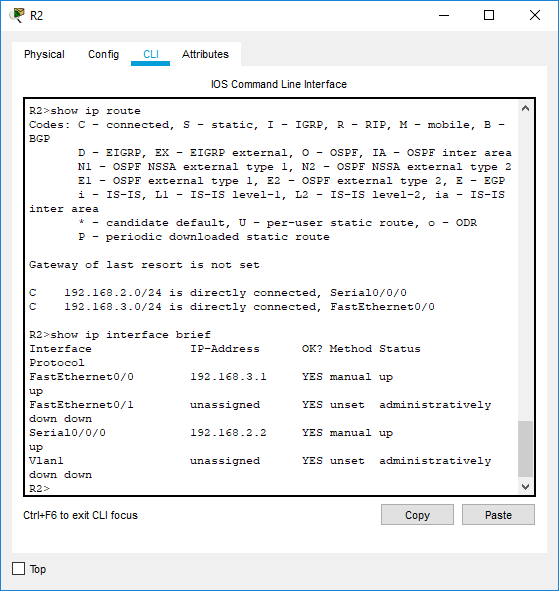 R2
Physical Config CLI Attributes
IOS Command Line Interface
R2>show ip route
Codes: C - connected, S - static, I - IGRP, R - RIP, M - mobile, B -
BGP
       D - EIGRP, EX - EIGRP external, O - OSPF, IA - OSPF inter area
       N1 - OSPF NSSA external type 1, N2 - OSPF NSSA external type 2
       E1 - OSPF external type 1, E2 - OSPF external type 2, E - EGP
       i - IS-IS, L1 - IS-IS level-1, L2 - IS-IS level-2, ia - IS-IS
inter area
       * - candidate default, U - per-user static route, o - ODR
       P - periodic downloaded static route
Gateway of last resort is not set
C    192.168.2.0/24 is directly connected, Serial0/0/0
C    192.168.3.0/24 is directly connected, FastEthernet0/0
R2>show ip interface brief
Interface              IP-Address      OK? Method Status
Protocol
FastEthernet0/0        192.168.3.1     YES manual up
up
FastEthernet0/1        unassigned      YES unset  administratively
down down
Serial0/0/0            192.168.2.2     YES manual up
up
Vlan1                  unassigned      YES unset  administratively
down down
R2>
Ctrl+F6 to exit CLI focus
Copy Paste
Top